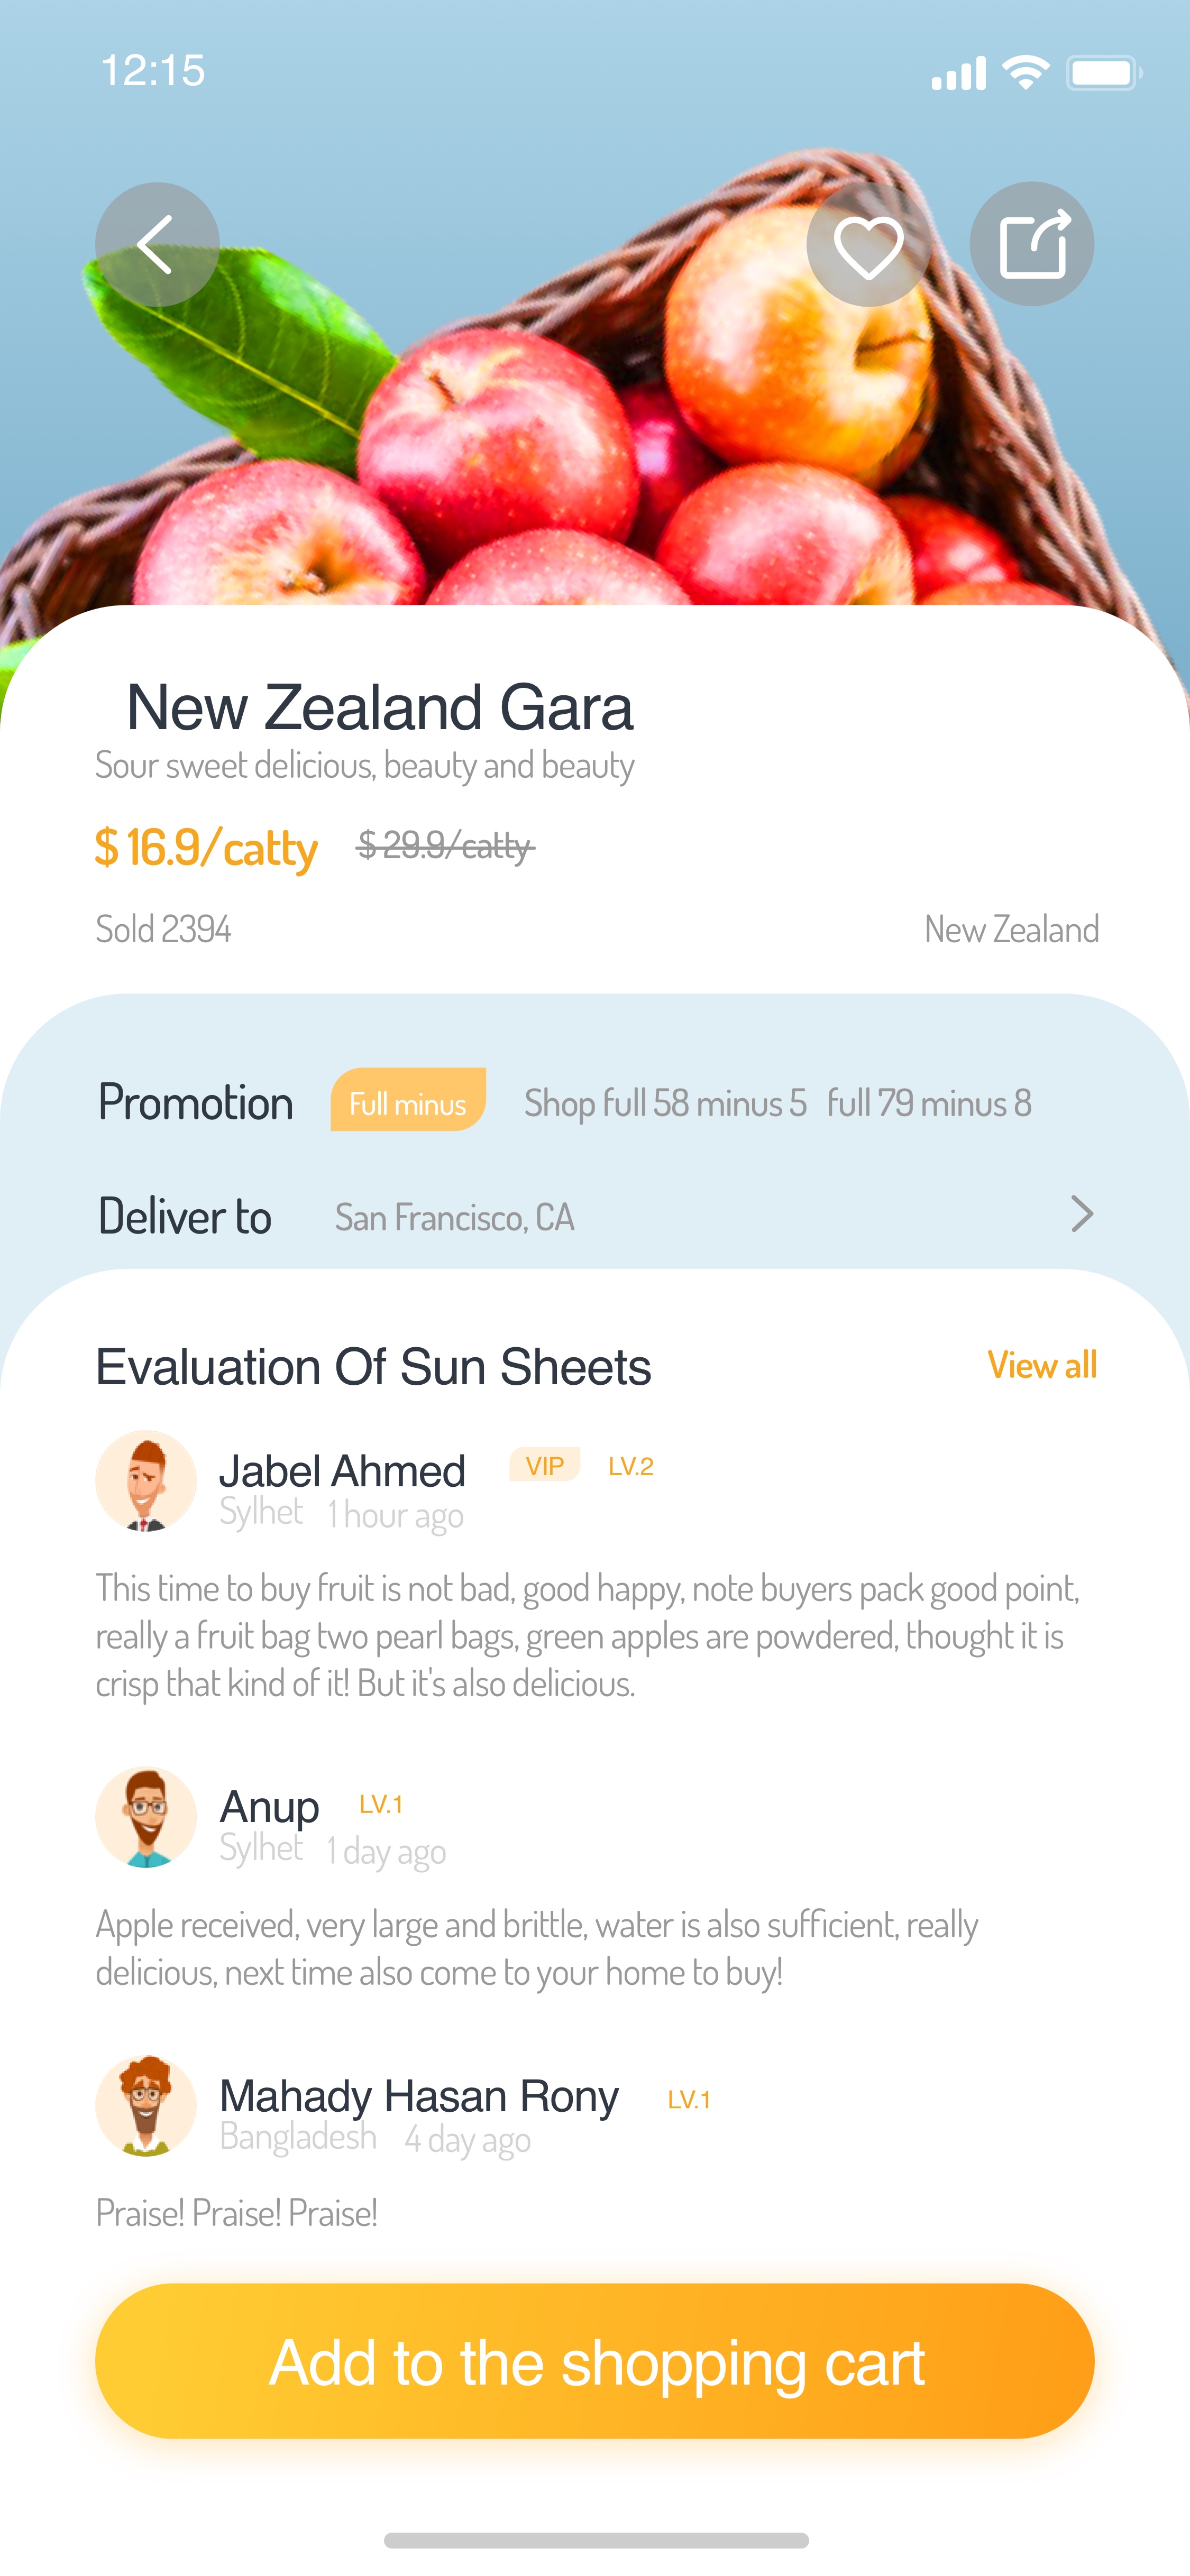 12:15
New Zealand Gara
Sour sweet delicious, beauty and beauty
$ 16.9/catty $ 29.9/catty
Sold 2394 New Zealand
Promotion Full minus Shop full 58 minus 5 full 79 minus 8
Deliver to San Francisco, CA
Evaluation Of Sun Sheets View all
Jabel Ahmed VIP LV.2
Sylhet 1 hour ago
This time to buy fruit is not bad, good happy, note buyers pack good point,
really a fruit bag two pearl bags, green apples are powdered, thought it is
crisp that kind of it! But it's also delicious.
Anup LV.1
Sylhet 1 day ago
Apple received, very large and brittle, water is also sufficient, really
delicious, next time also come to your home to buy!
Mahady Hasan Rony LV.1
Bangladesh 4 day ago
Praise! Praise! Praise!
Add to the shopping cart